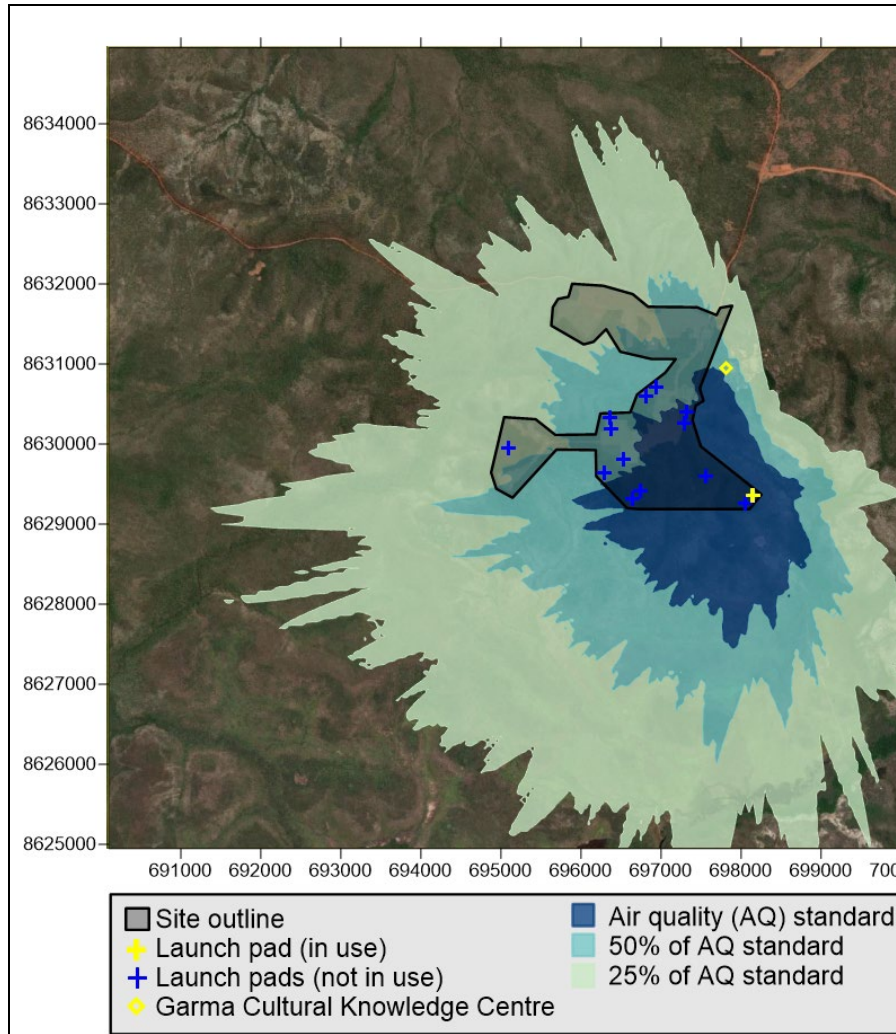 8634000
8633000
8632000
8631000
8630000
8629000
8628000
8627000
8626000
8625000
691000 692000 693000 694000 695000 696000 697000 698000 699000 700
Site outline
Launch pad (in use)
Launch pads (not in use)
Garma Cultural Knowledge Centre
Air quality (AQ) standard
50% of AQ standard
25% of AQ standard